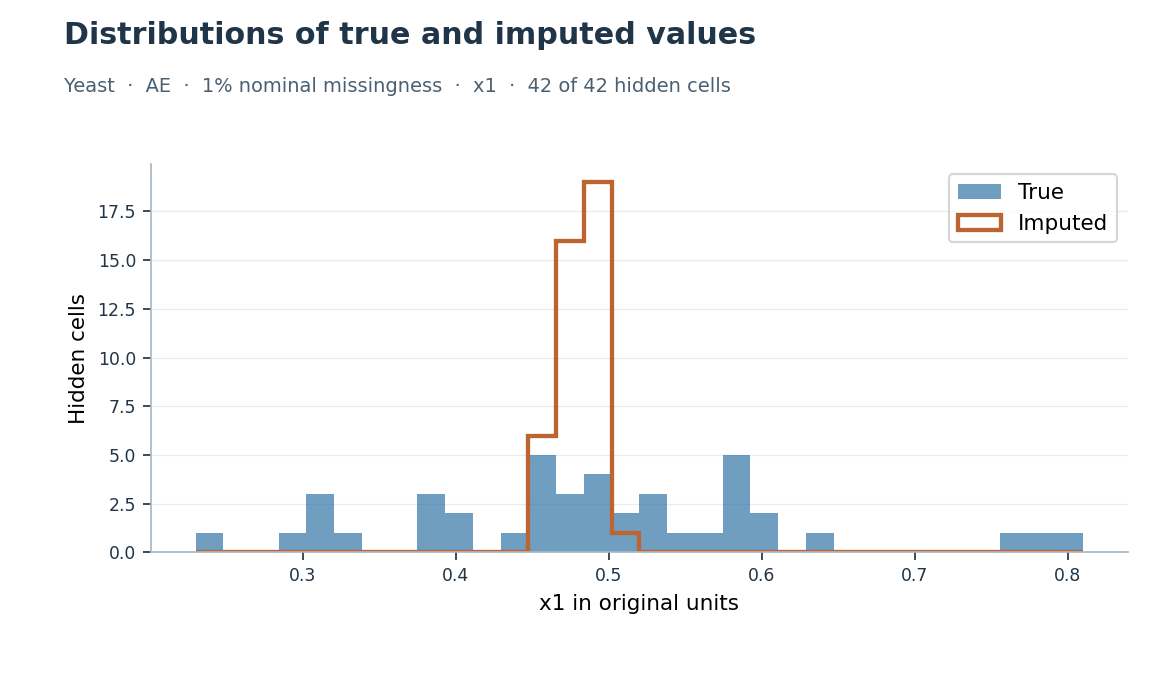 Distributions of true and imputed values
Yeast · AE · 1% nominal missingness · x1 · 42 of 42 hidden cells
True
Imputed
Hidden cells
17.5
15.0
12.5
10.0
7.5
5.0
2.5
0.0
0.3 0.4 0.5 0.6 0.7 0.8
x1 in original units